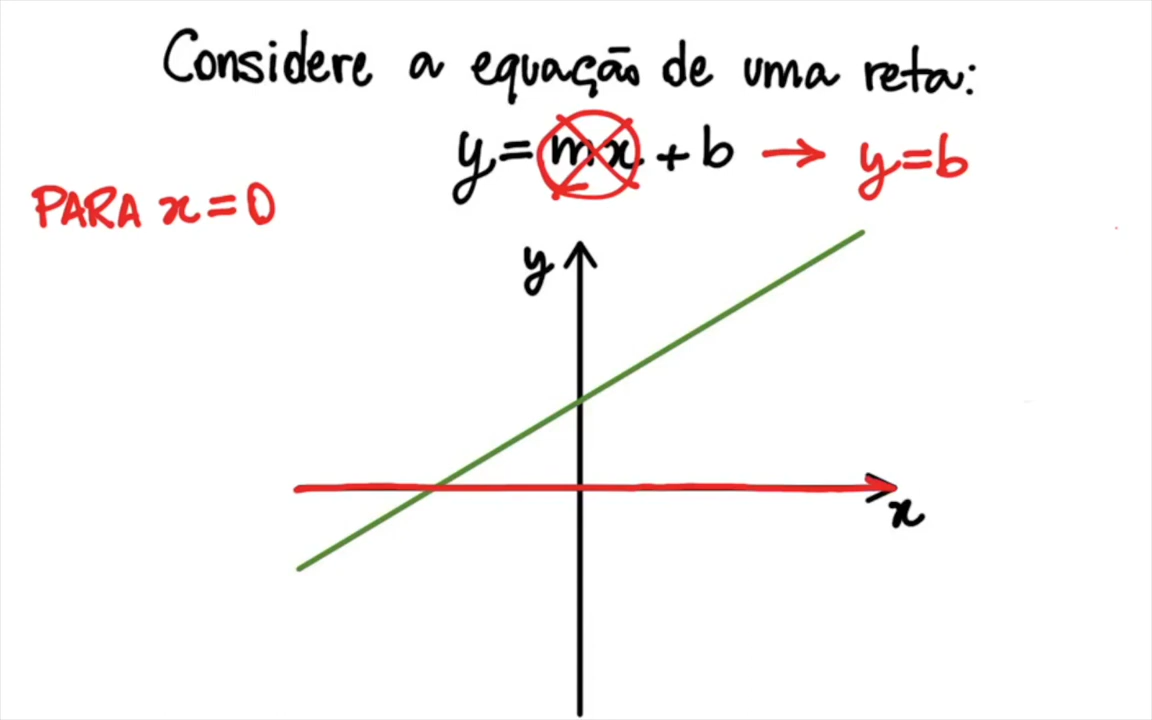 Considere a equação de uma reta:
y = mx + b → y=b
PARA x=0
y
x